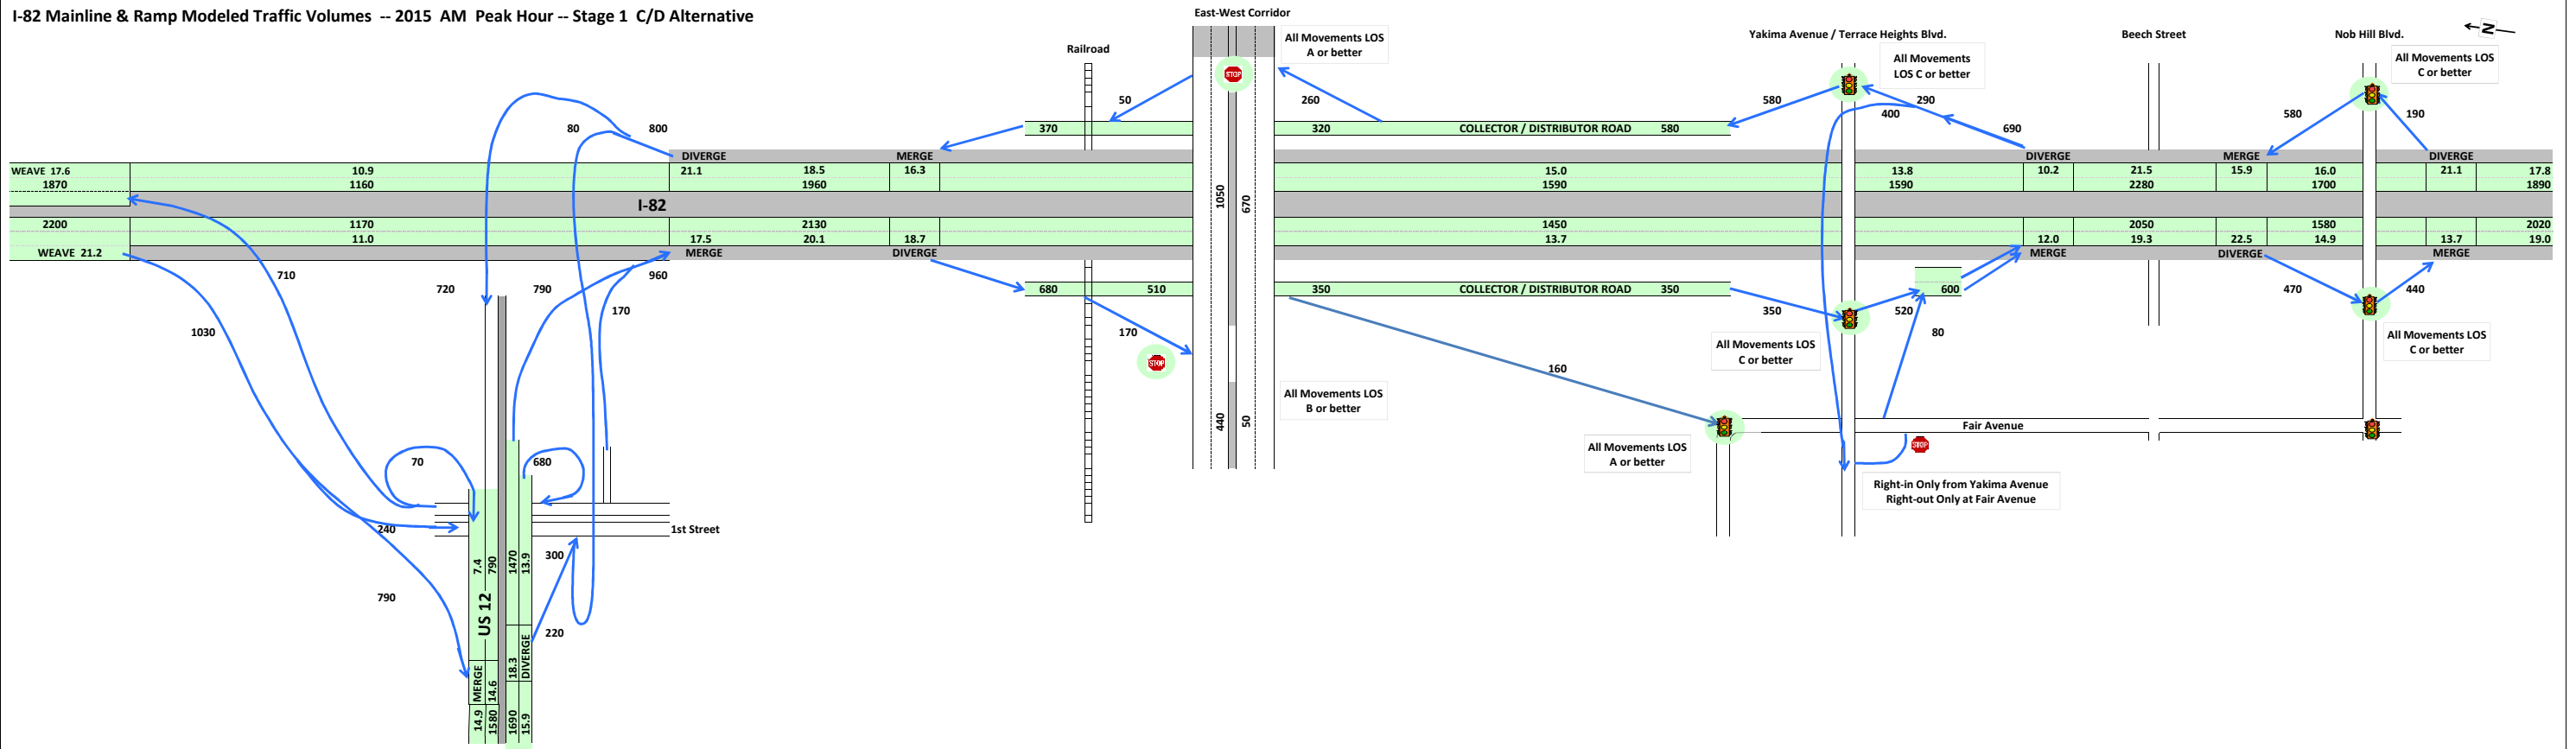 I-82 Mainline & Ramp Modeled Traffic Volumes -- 2015 AM Peak Hour -- Stage 1 C/D Alternative
East-West Corridor
Railroad
All Movements LOS
A or better
Yakima Avenue / Terrace Heights Blvd.
Beech Street
Nob Hill Blvd.
N
All Movements
LOS C or better
All Movements LOS
C or better
STOP
50
260
580
290
400
690
580
190
80
800
370
320
COLLECTOR / DISTRIBUTOR ROAD
580
DIVERGE
MERGE
DIVERGE
MERGE
DIVERGE
WEAVE 17.6
10.9
21.1
18.5
16.3
15.0
13.8
10.2
21.5
15.9
16.0
21.1
17.8
1870
1160
1960
1590
1590
2280
1700
1890
I-82
1050
670
2200
1170
2130
1450
2050
1580
2020
11.0
17.5
20.1
18.7
13.7
12.0
19.3
22.5
14.9
13.7
19.0
WEAVE 21.2
MERGE
DIVERGE
MERGE
DIVERGE
MERGE
710
720
790
960
680
510
350
COLLECTOR / DISTRIBUTOR ROAD
350
600
470
440
1030
170
170
350
520
80
STOP
All Movements LOS
C or better
All Movements LOS
C or better
160
All Movements LOS
B or better
440
50
Fair Avenue
STOP
All Movements LOS
A or better
70
680
Right-in Only from Yakima Avenue
Right-out Only at Fair Avenue
240
1st Street
7.4
790
1470
13.9
300
790
US 12
220
MERGE
14.6
18.3
DIVERGE
14.9
1580
1690
15.9